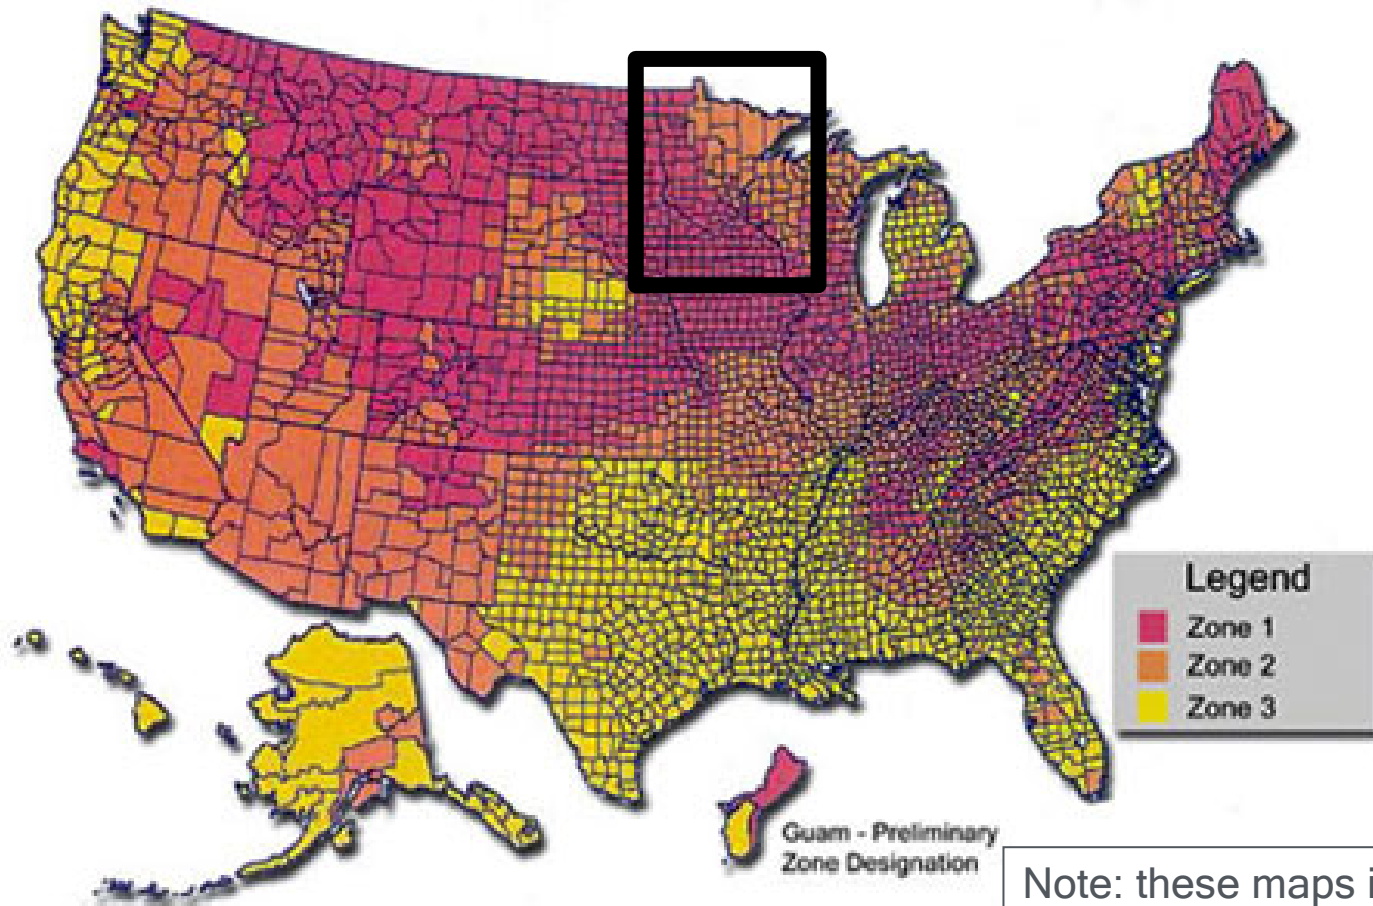 Legend
Zone 1
Zone 2
Zone 3
Guam - Preliminary
Zone Designation
Note: these maps i